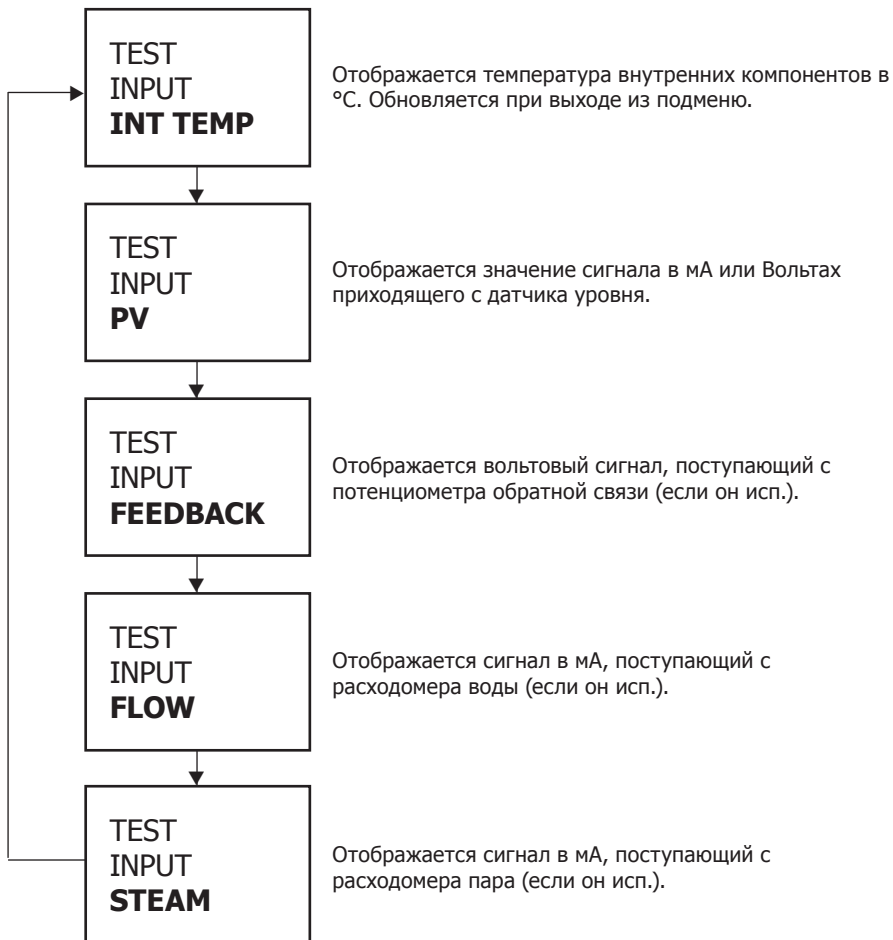 TEST
INPUT
INT TEMP
Отображается температура внутренних компонентов в
°C. Обновляется при выходе из подменю.
TEST
INPUT
PV
Отображается значение сигнала в мА или Вольтах
приходящего с датчика уровня.
TEST
INPUT
FEEDBACK
Отображается вольтовый сигнал, поступающий с
потенциометра обратной связи (если он исп.).
TEST
INPUT
FLOW
Отображается сигнал в мА, поступающий с
расходомера воды (если он исп.).
TEST
INPUT
STEAM
Отображается сигнал в мА, поступающий с
расходомера пара (если он исп.).